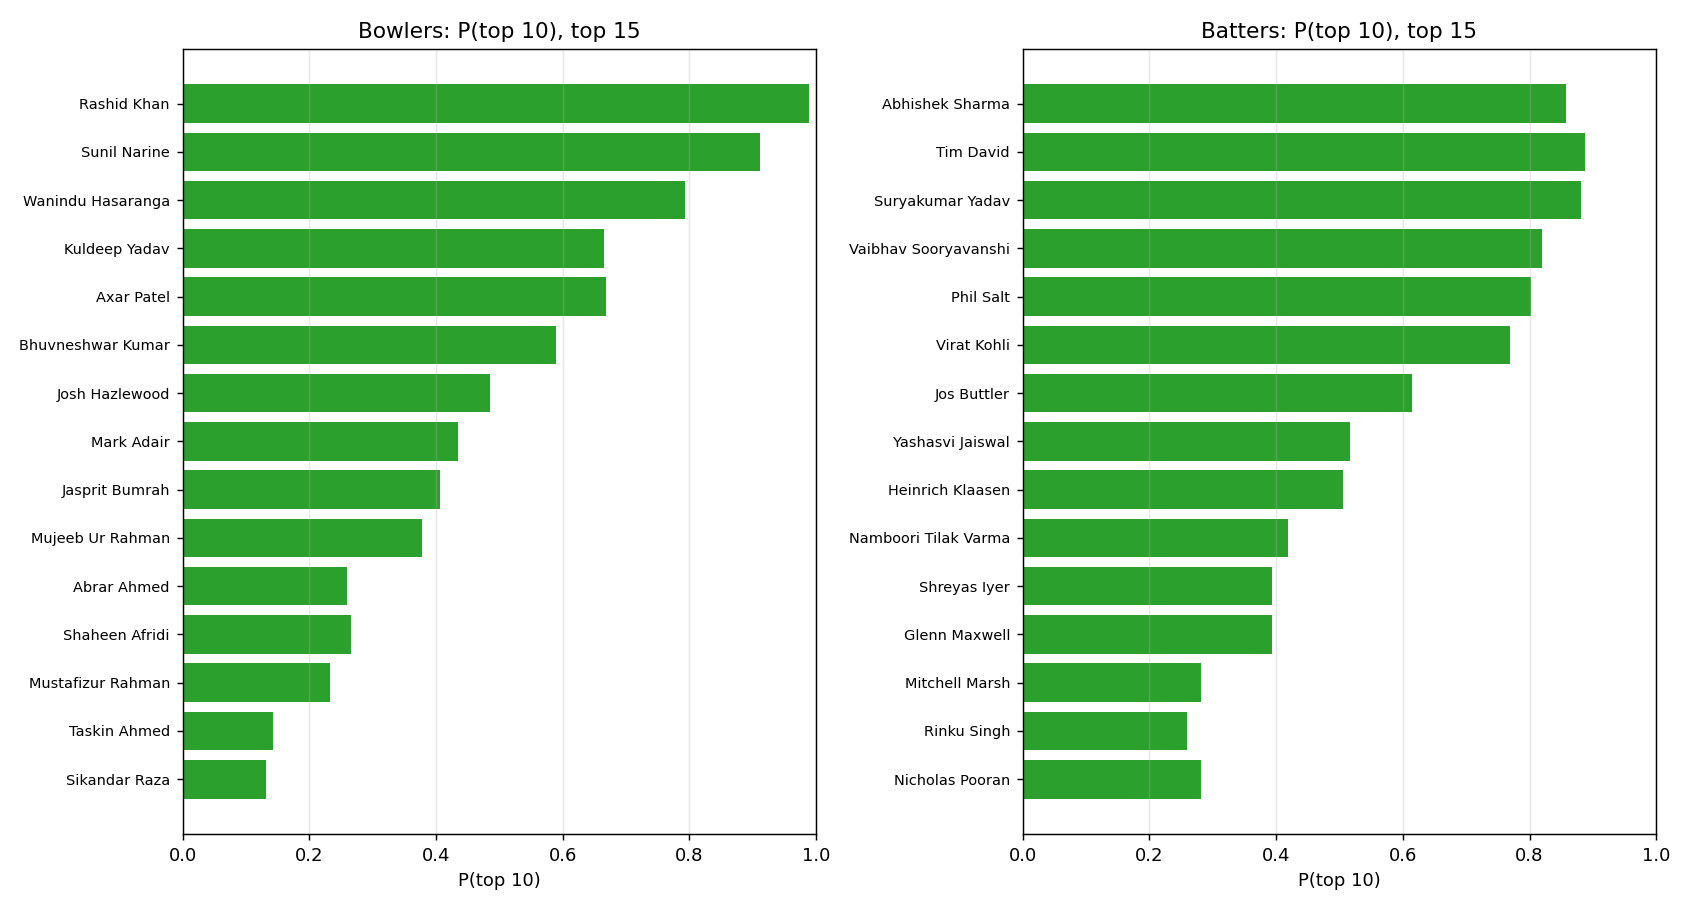 Bowlers: P(top 10), top 15
Rashid Khan
Sunil Narine
Wanindu Hasaranga
Kuldeep Yadav
Axar Patel
Bhuvneshwar Kumar
Josh Hazlewood
Mark Adair
Jasprit Bumrah
Mujeeb Ur Rahman
Abrar Ahmed
Shaheen Afridi
Mustafizur Rahman
Taskin Ahmed
Sikandar Raza
0.0 0.2 0.4 0.6 0.8 1.0
P(top 10)
Batters: P(top 10), top 15
Abhishek Sharma
Tim David
Suryakumar Yadav
Vaibhav Sooryavanshi
Phil Salt
Virat Kohli
Jos Buttler
Yashasvi Jaiswal
Heinrich Klaasen
Namboori Tilak Varma
Shreyas Iyer
Glenn Maxwell
Mitchell Marsh
Rinku Singh
Nicholas Pooran
0.0 0.2 0.4 0.6 0.8 1.0
P(top 10)